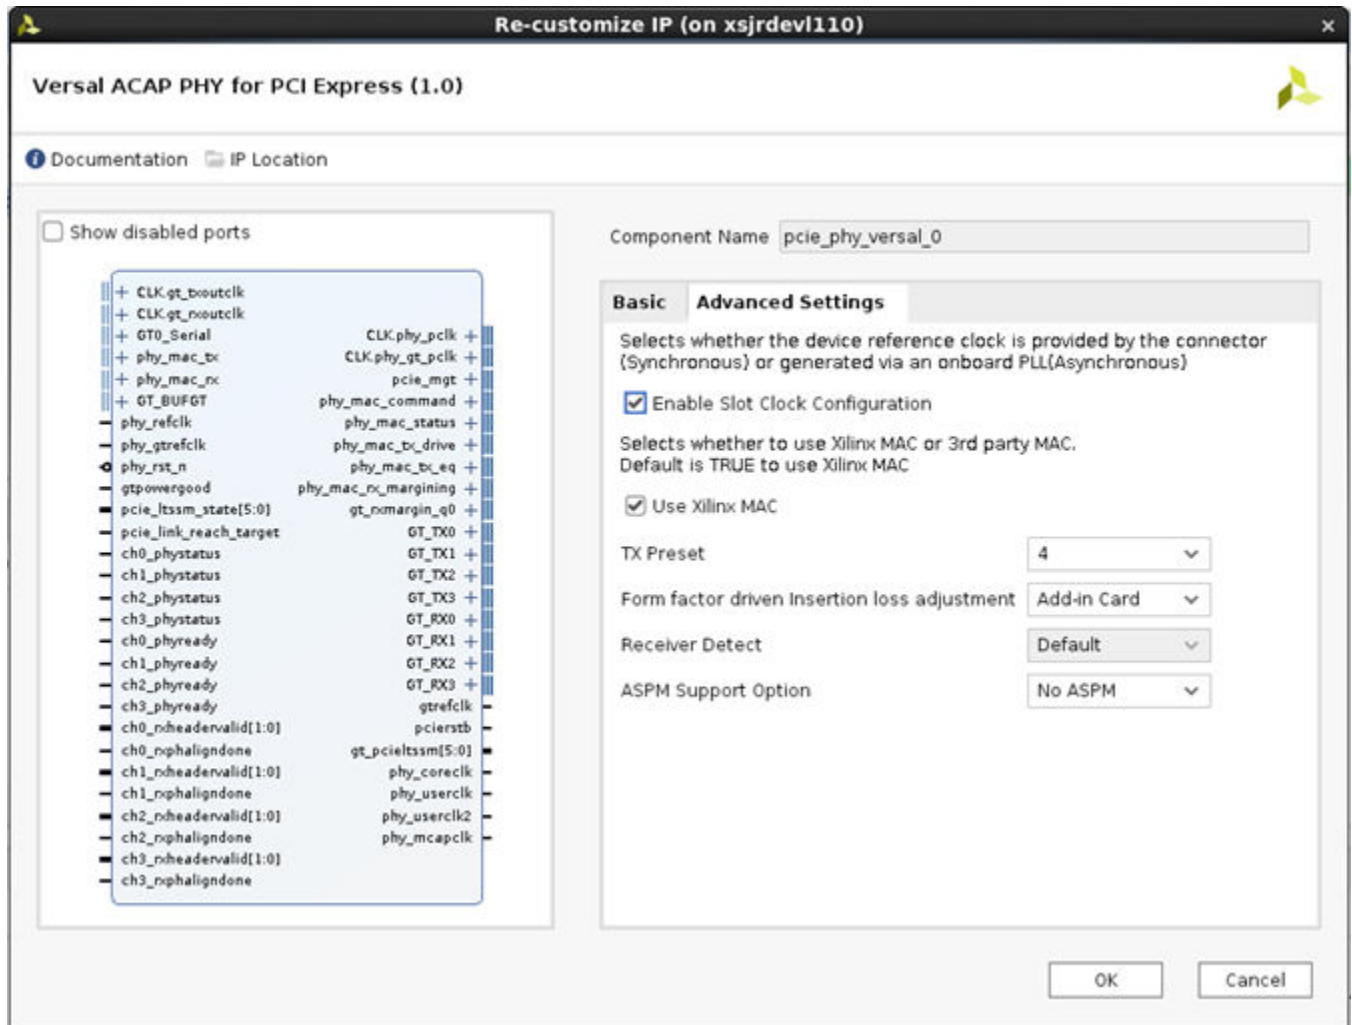 Re-customize IP (on xsjrdevl110)
Versal ACAP PHY for PCI Express (1.0)
Documentation IP Location
Show disabled ports
CLK.gt_txoutclk
CLK.gt_rxoutclk
GT0_Serial
phy_mac_tx
phy_mac_rx
GT_BUFGT
phy_refclk
phy_gtrefclk
phy_rst_n
gtpowergood
pcie_ltssm_state[5:0]
pcie_link_reach_target
ch0_phystatus
ch1_phystatus
ch2_phystatus
ch3_phystatus
ch0_phyready
ch1_phyready
ch2_phyready
ch3_phyready
ch0_rxheadervalid[1:0]
ch0_rxphaligndone
ch1_rxheadervalid[1:0]
ch1_rxphaligndone
ch2_rxheadervalid[1:0]
ch2_rxphaligndone
ch3_rxheadervalid[1:0]
ch3_rxphaligndone
CLK.phy_pclk
CLK.phy_gt_pclk
pcie_mgt
phy_mac_command
phy_mac_status
phy_mac_tx_drive
phy_mac_tx_eq
phy_mac_rx_margining
gt_rxmargin_q0
GT_TX0
GT_TX1
GT_TX2
GT_TX3
GT_RX0
GT_RX1
GT_RX2
GT_RX3
gtrefclk
pcierstb
gt_pcieltssm[5:0]
phy_coreclk
phy_userclk
phy_userclk2
phy_mcapclk
Component Name pcie_phy_versal_0
Basic Advanced Settings
Selects whether the device reference clock is provided by the connector
(Synchronous) or generated via an onboard PLL(Asynchronous)
Enable Slot Clock Configuration
Selects whether to use Xilinx MAC or 3rd party MAC.
Default is TRUE to use Xilinx MAC
Use Xilinx MAC
TX Preset 4
Form factor driven Insertion loss adjustment Add-in Card
Receiver Detect Default
ASPM Support Option No ASPM
OK Cancel